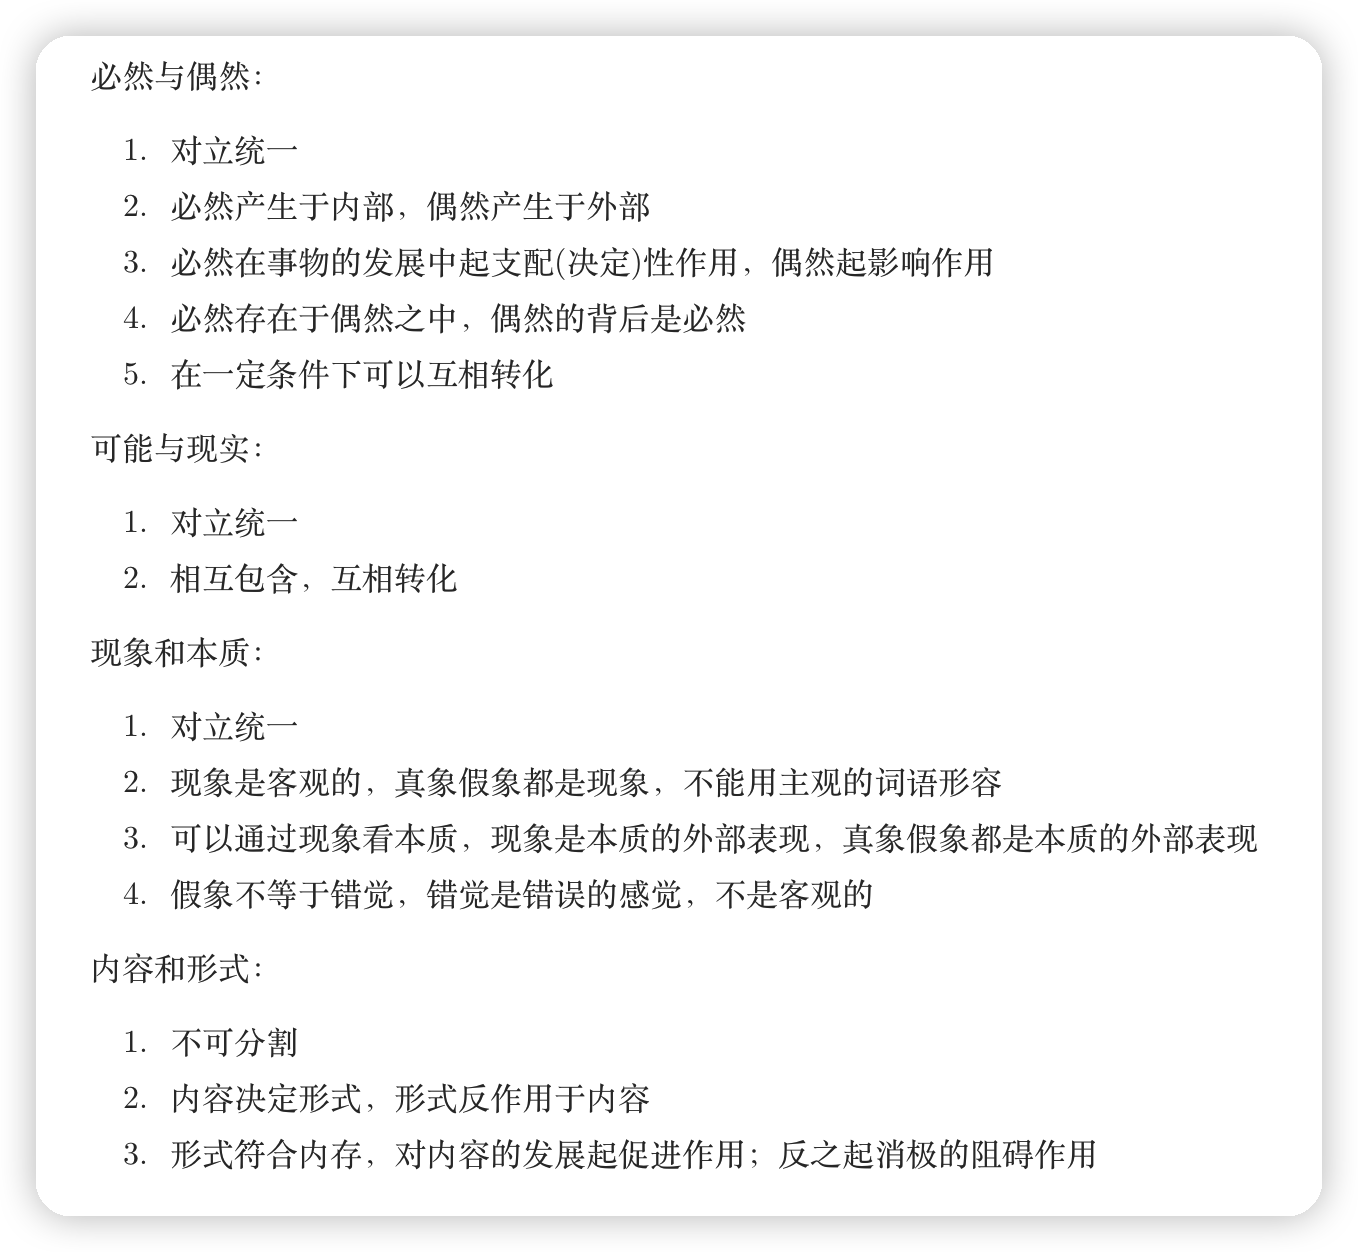 必然与偶然：
1. 对立统一
2. 必然产生于内部，偶然产生于外部
3. 必然在事物的发展中起支配(决定)性作用，偶然起影响作用
4. 必然存在于偶然之中，偶然的背后是必然
5. 在一定条件下可以互相转化
可能与现实：
1. 对立统一
2. 相互包含，互相转化
现象和本质：
1. 对立统一
2. 现象是客观的，真象假象都是现象，不能用主观的词语形容
3. 可以通过现象看本质，现象是本质的外部表现，真象假象都是本质的外部表现
4. 假象不等于错觉，错觉是错误的感觉，不是客观的
内容和形式：
1. 不可分割
2. 内容决定形式，形式反作用于内容
3. 形式符合内存，对内容的发展起促进作用；反之起消极的阻碍作用